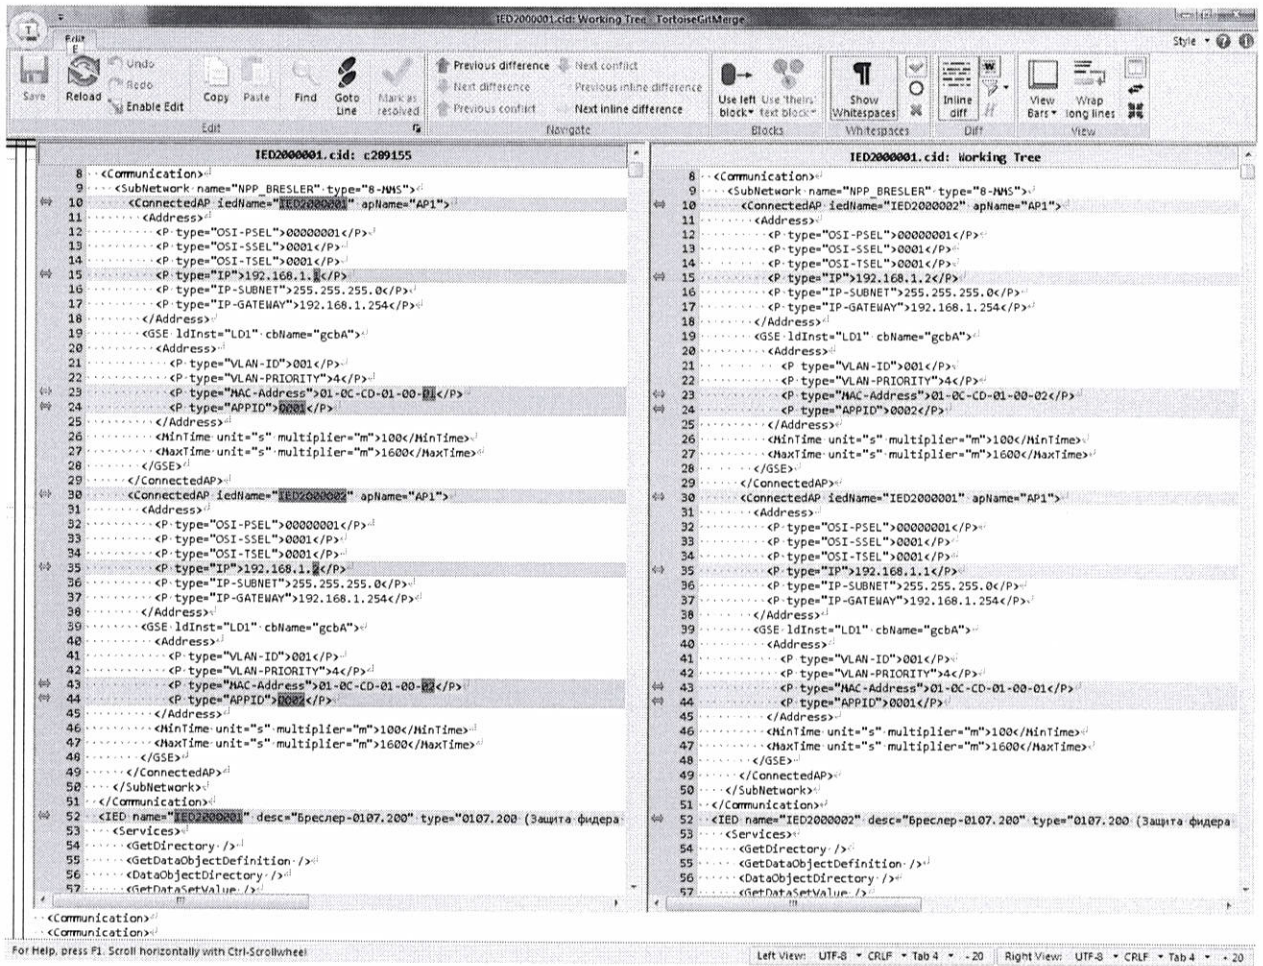 IED2000001.cid: Working Tree - TortoiseGitMerge
T
Edit
E
Style
Save
Reload
Undo
Redo
Enable Edit
Copy
Paste
Find
Goto Line
Mark as resolved
Edit
Previous difference
Next difference
Previous conflict
Next conflict
Previous inline difference
Next inline difference
Navigate
Use left block
Use 'theirs' text block
Blocks
Show Whitespaces
Whitespaces
Inline diff
Diff
View Bars
Wrap long lines
View
IED2000001.cid: c289155
8 <Communication>
9 <SubNetwork name="NPP_BRESLER" type="8-MMS">
10 <ConnectedAP iedName="IED2000001" apName="AP1">
11 <Address>
12 <P type="OSI-PSEL">00000001</P>
13 <P type="OSI-SSEL">0001</P>
14 <P type="OSI-TSEL">0001</P>
15 <P type="IP">192.168.1.1</P>
16 <P type="IP-SUBNET">255.255.255.0</P>
17 <P type="IP-GATEWAY">192.168.1.254</P>
18 </Address>
19 <GSE ldInst="LD1" cbName="gcbA">
20 <Address>
21 <P type="VLAN-ID">001</P>
22 <P type="VLAN-PRIORITY">4</P>
23 <P type="MAC-Address">01-0C-CD-01-00-01</P>
24 <P type="APPID">0001</P>
25 </Address>
26 <MinTime unit="s" multiplier="m">100</MinTime>
27 <MaxTime unit="s" multiplier="m">1600</MaxTime>
28 </GSE>
29 </ConnectedAP>
30 <ConnectedAP iedName="IED2000002" apName="AP1">
31 <Address>
32 <P type="OSI-PSEL">00000001</P>
33 <P type="OSI-SSEL">0001</P>
34 <P type="OSI-TSEL">0001</P>
35 <P type="IP">192.168.1.2</P>
36 <P type="IP-SUBNET">255.255.255.0</P>
37 <P type="IP-GATEWAY">192.168.1.254</P>
38 </Address>
39 <GSE ldInst="LD1" cbName="gcbA">
40 <Address>
41 <P type="VLAN-ID">001</P>
42 <P type="VLAN-PRIORITY">4</P>
43 <P type="MAC-Address">01-0C-CD-01-00-02</P>
44 <P type="APPID">0002</P>
45 </Address>
46 <MinTime unit="s" multiplier="m">100</MinTime>
47 <MaxTime unit="s" multiplier="m">1600</MaxTime>
48 </GSE>
49 </ConnectedAP>
50 </SubNetwork>
51 </Communication>
52 <IED name="IED2000001" desc="Бреслер-0107.200" type="0107.200 (Защита фидера
53 <Services>
54 <GetDirectory />
55 <GetDataObjectDefinition />
56 <DataObjectDirectory />
57 <GetDataSetValue />
IED2000001.cid: Working Tree
8 <Communication>
9 <SubNetwork name="NPP_BRESLER" type="8-MMS">
10 <ConnectedAP iedName="IED2000002" apName="AP1">
11 <Address>
12 <P type="OSI-PSEL">00000001</P>
13 <P type="OSI-SSEL">0001</P>
14 <P type="OSI-TSEL">0001</P>
15 <P type="IP">192.168.1.2</P>
16 <P type="IP-SUBNET">255.255.255.0</P>
17 <P type="IP-GATEWAY">192.168.1.254</P>
18 </Address>
19 <GSE ldInst="LD1" cbName="gcbA">
20 <Address>
21 <P type="VLAN-ID">001</P>
22 <P type="VLAN-PRIORITY">4</P>
23 <P type="MAC-Address">01-0C-CD-01-00-02</P>
24 <P type="APPID">0002</P>
25 </Address>
26 <MinTime unit="s" multiplier="m">100</MinTime>
27 <MaxTime unit="s" multiplier="m">1600</MaxTime>
28 </GSE>
29 </ConnectedAP>
30 <ConnectedAP iedName="IED2000001" apName="AP1">
31 <Address>
32 <P type="OSI-PSEL">00000001</P>
33 <P type="OSI-SSEL">0001</P>
34 <P type="OSI-TSEL">0001</P>
35 <P type="IP">192.168.1.1</P>
36 <P type="IP-SUBNET">255.255.255.0</P>
37 <P type="IP-GATEWAY">192.168.1.254</P>
38 </Address>
39 <GSE ldInst="LD1" cbName="gcbA">
40 <Address>
41 <P type="VLAN-ID">001</P>
42 <P type="VLAN-PRIORITY">4</P>
43 <P type="MAC-Address">01-0C-CD-01-00-01</P>
44 <P type="APPID">0001</P>
45 </Address>
46 <MinTime unit="s" multiplier="m">100</MinTime>
47 <MaxTime unit="s" multiplier="m">1600</MaxTime>
48 </GSE>
49 </ConnectedAP>
50 </SubNetwork>
51 </Communication>
52 <IED name="IED2000002" desc="Бреслер-0107.200" type="0107.200 (Защита фидера
53 <Services>
54 <GetDirectory />
55 <GetDataObjectDefinition />
56 <DataObjectDirectory />
57 <GetDataSetValue />
<Communication>
<Communication>
For Help, press F1. Scroll horizontally with Ctrl-Scrollwheel
Left View: UTF-8 CRLF Tab 4 - 20
Right View: UTF-8 CRLF Tab 4 - 20